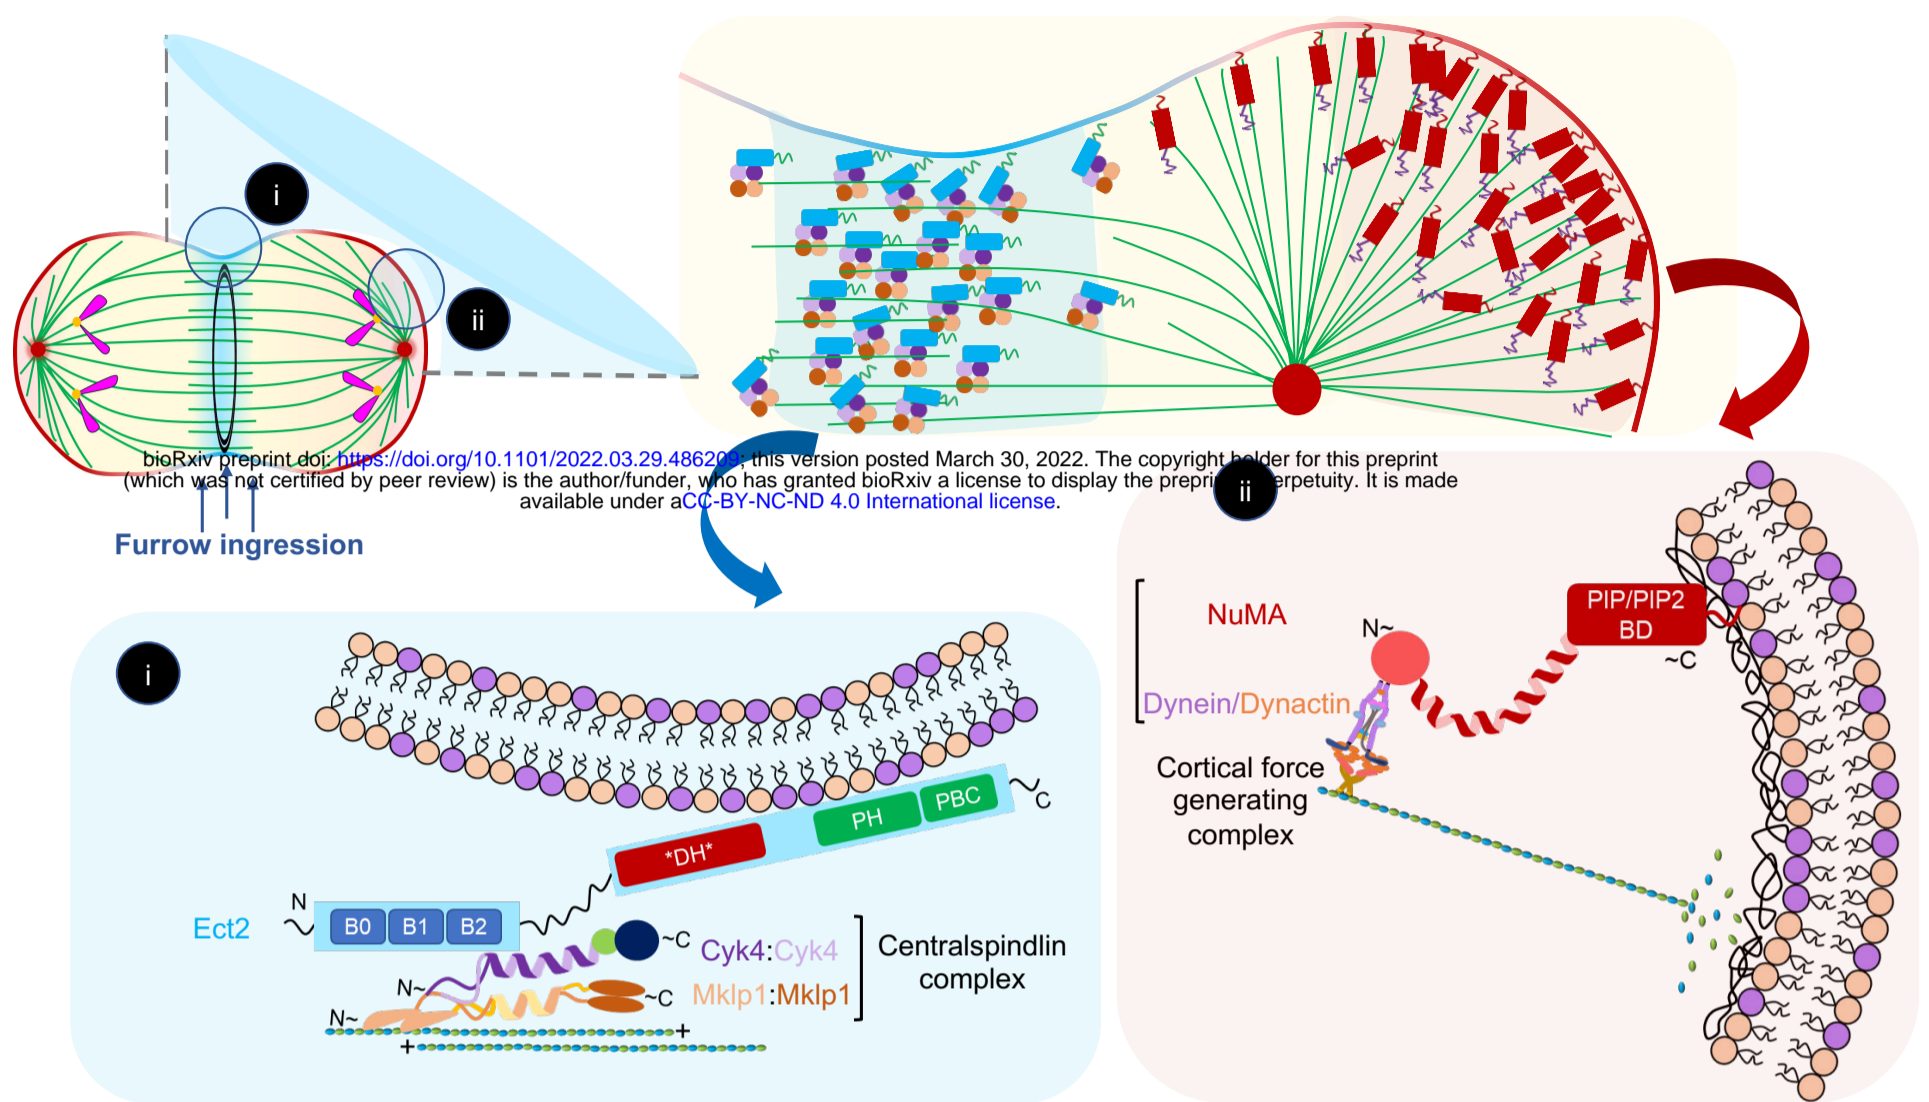 i
ii
bioRxiv preprint doi: https://doi.org/10.1101/2022.03.29.486209; this version posted March 30, 2022. The copyright holder for this preprint
(which was not certified by peer review) is the author/funder, who has granted bioRxiv a license to display the preprint perpetuity. It is made
available under aCC-BY-NC-ND 4.0 International license.
Furrow ingression
i
PH
PBC
C
*DH*
N
Ect2
B0 B1 B2
~C
Cyk4:Cyk4
N~
Mklp1:Mklp1
~C
N~
+
+
Centralspindlin
complex
ii
NuMA
N~
PIP/PIP2
BD
~C
Dynein/Dynactin
Cortical force
generating
complex